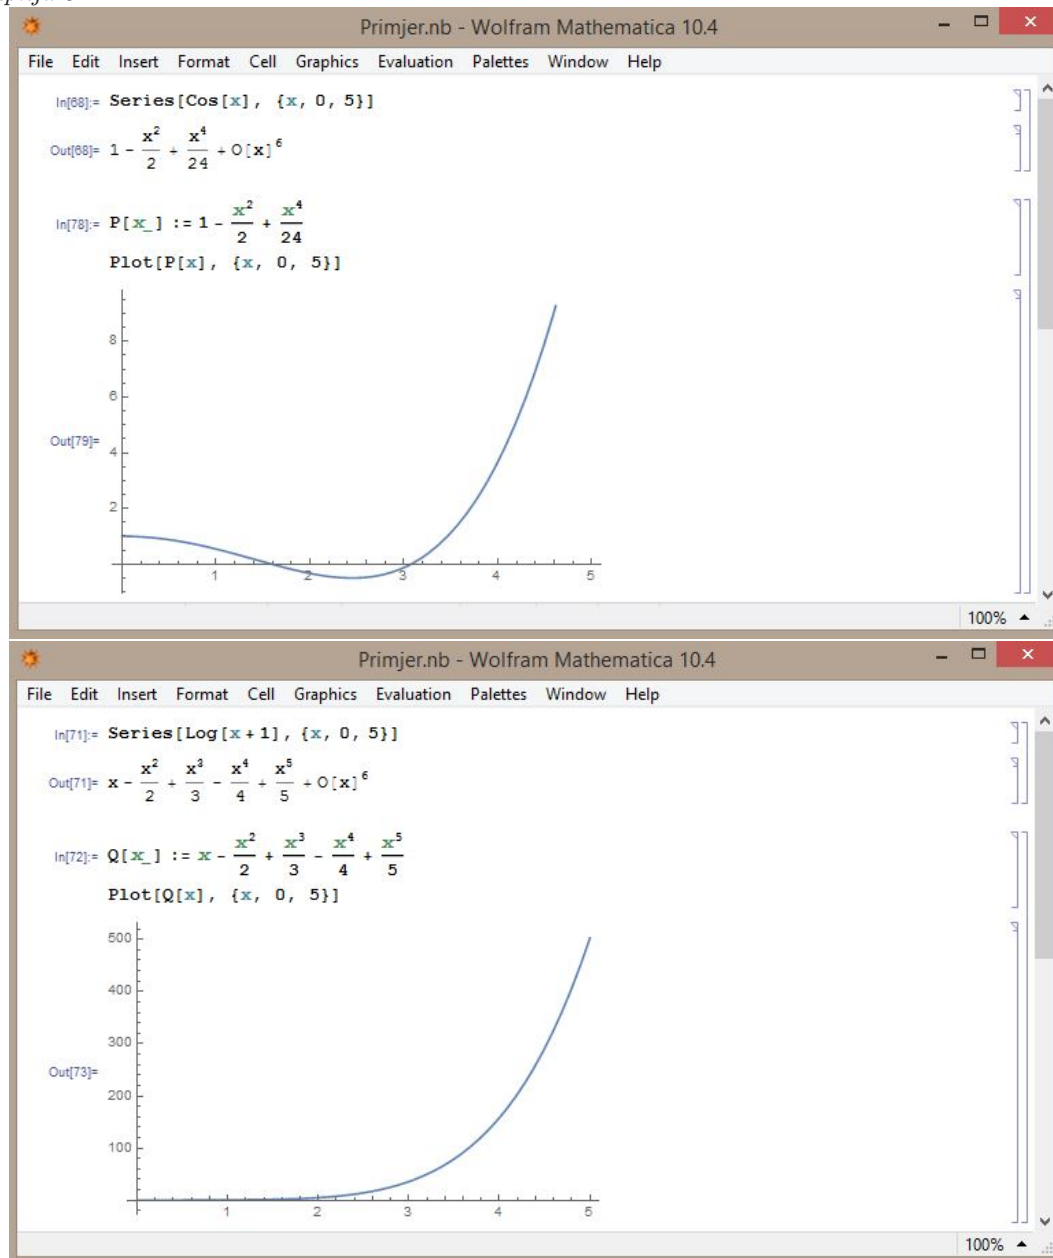 Primjer.nb - Wolfram Mathematica 10.4
File Edit Insert Format Cell Graphics Evaluation Palettes Window Help
In[68]:= Series[Cos[x], {x, 0, 5}]
Out[68]= 1 - x^2/2 + x^4/24 + O[x]^6
In[78]:= P[x_] := 1 - x^2/2 + x^4/24
Plot[P[x], {x, 0, 5}]
8
6
Out[79]= 4
2
1 2 3 4 5
100%
Primjer.nb - Wolfram Mathematica 10.4
File Edit Insert Format Cell Graphics Evaluation Palettes Window Help
In[71]:= Series[Log[x + 1], {x, 0, 5}]
Out[71]= x - x^2/2 + x^3/3 - x^4/4 + x^5/5 + O[x]^6
In[72]:= Q[x_] := x - x^2/2 + x^3/3 - x^4/4 + x^5/5
Plot[Q[x], {x, 0, 5}]
500
400
300
Out[73]=
200
100
1 2 3 4 5
100%